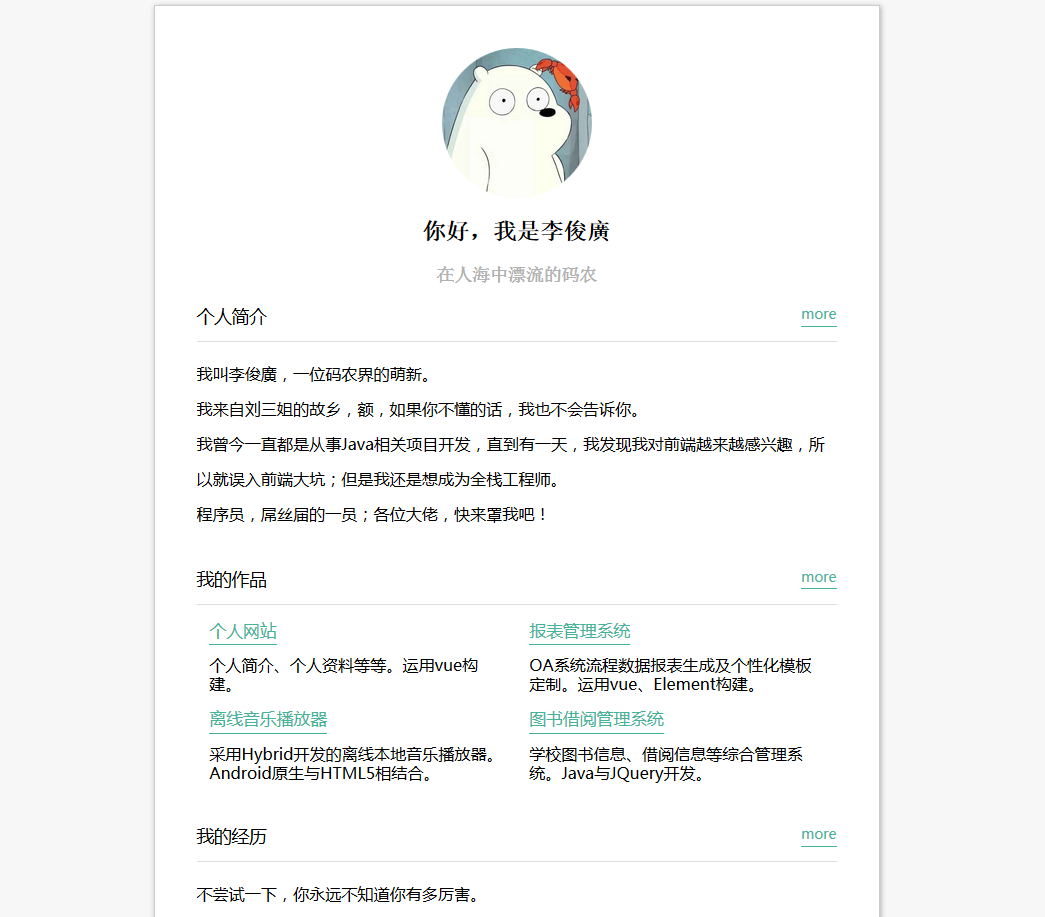 你好，我是李俊廣
在人海中漂流的码农
个人简介
more
我叫李俊廣，一位码农界的萌新。
我来自刘三姐的故乡，额，如果你不懂的话，我也不会告诉你。
我曾今一直都是从事Java相关项目开发，直到有一天，我发现我对前端越来越感兴趣，所
以就误入前端大坑；但是我还是想成为全栈工程师。
程序员，屌丝届的一员；各位大佬，快来罩我吧！
我的作品
more
个人网站
个人简介、个人资料等等。运用vue构
建。
报表管理系统
OA系统流程数据报表生成及个性化模板
定制。运用vue、Element构建。
离线音乐播放器
采用Hybrid开发的离线本地音乐播放器。
Android原生与HTML5相结合。
图书借阅管理系统
学校图书信息、借阅信息等综合管理系
统。Java与JQuery开发。
我的经历
more
不尝试一下，你永远不知道你有多厉害。